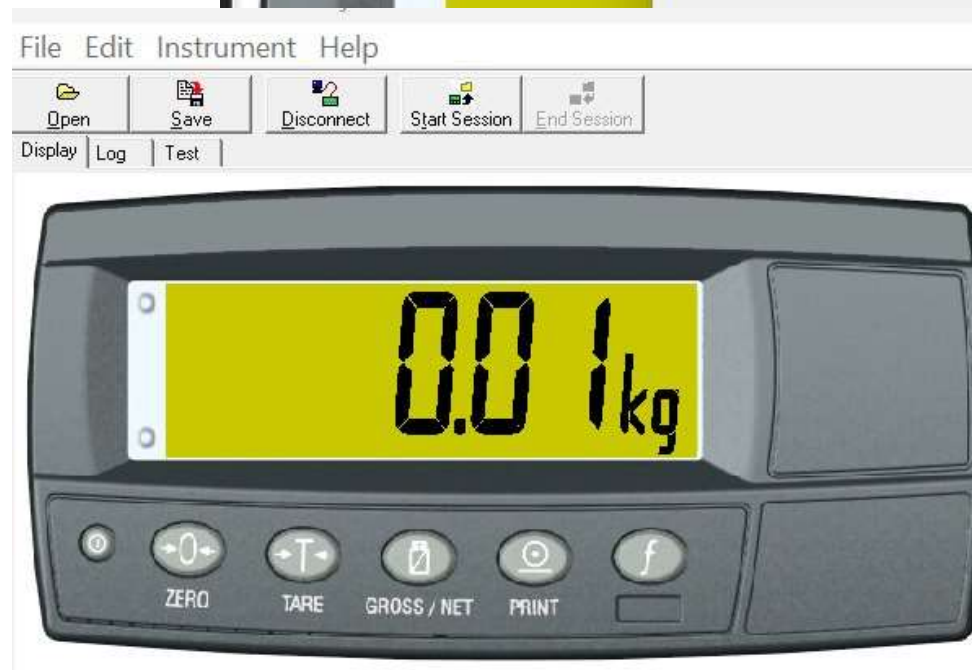 File Edit Instrument Help
Open Save Disconnect Start Session End Session
Display Log Test
0.01kg
0 T f
ZERO TARE GROSS / NET PRINT